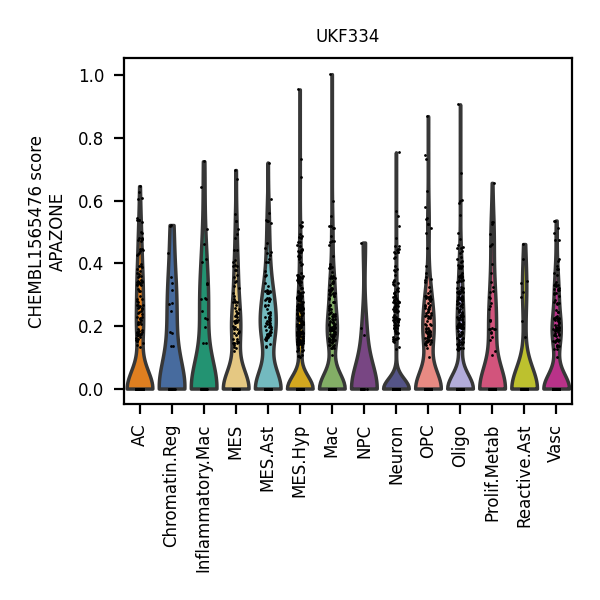 UKF334
CHEMBL1565476 score
APAZONE
1.0
0.8
0.6
0.4
0.2
0.0
AC
Chromatin.Reg
Inflammatory.Mac
MES
MES.Ast
MES.Hyp
Mac
NPC
Neuron
OPC
Oligo
Prolif.Metab
Reactive.Ast
Vasc